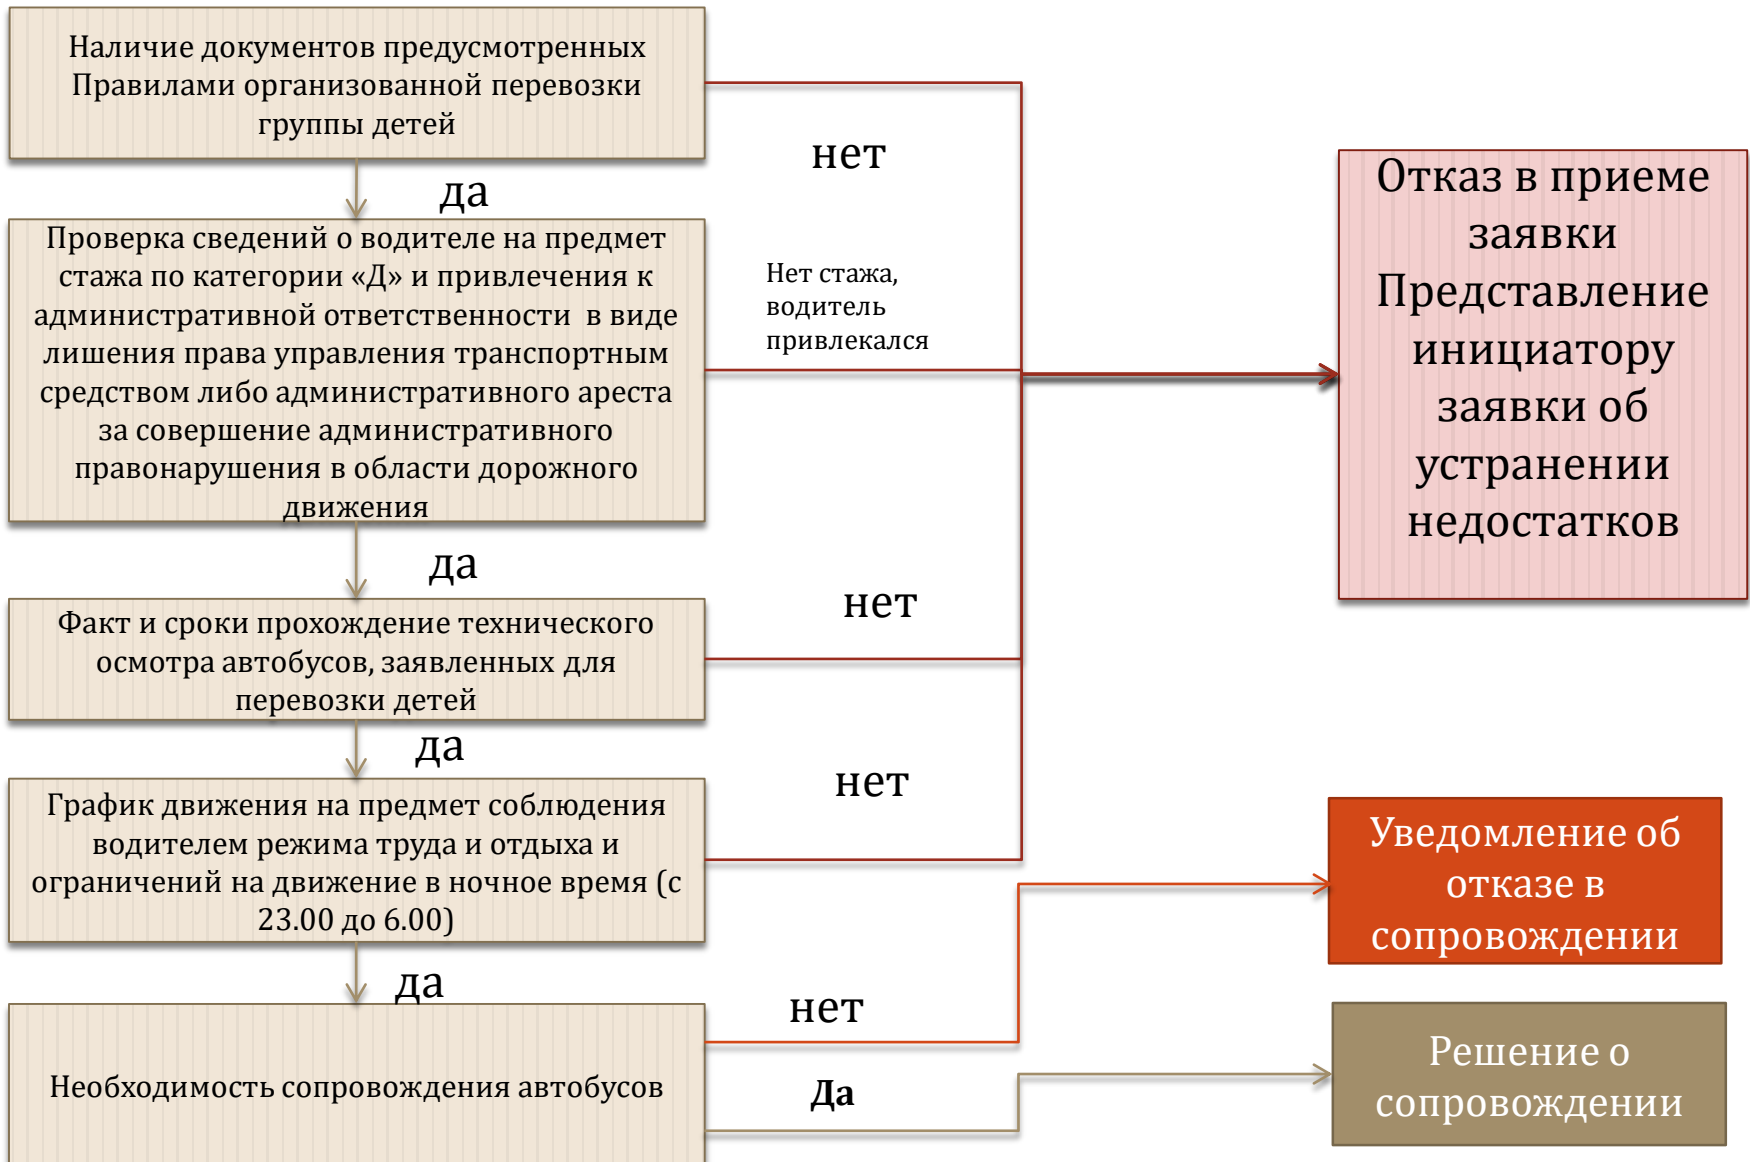 Наличие документов предусмотренных
Правилами организованной перевозки
группы детей
нет
да
Проверка сведений о водителе на предмет
стажа по категории «Д» и привлечения к
административной ответственности в виде
лишения права управления транспортным
средством либо административного ареста
за совершение административного
правонарушения в области дорожного
движения
Нет стажа,
водитель
привлекался
Отказ в приеме
заявки
Представление
инициатору
заявки об
устранении
недостатков
да
нет
Факт и сроки прохождение технического
осмотра автобусов, заявленных для
перевозки детей
да
нет
График движения на предмет соблюдения
водителем режима труда и отдыха и
ограничений на движение в ночное время (с
23.00 до 6.00)
Уведомление об
отказе в
сопровождении
да
нет
Необходимость сопровождения автобусов
Да
Решение о
сопровождении